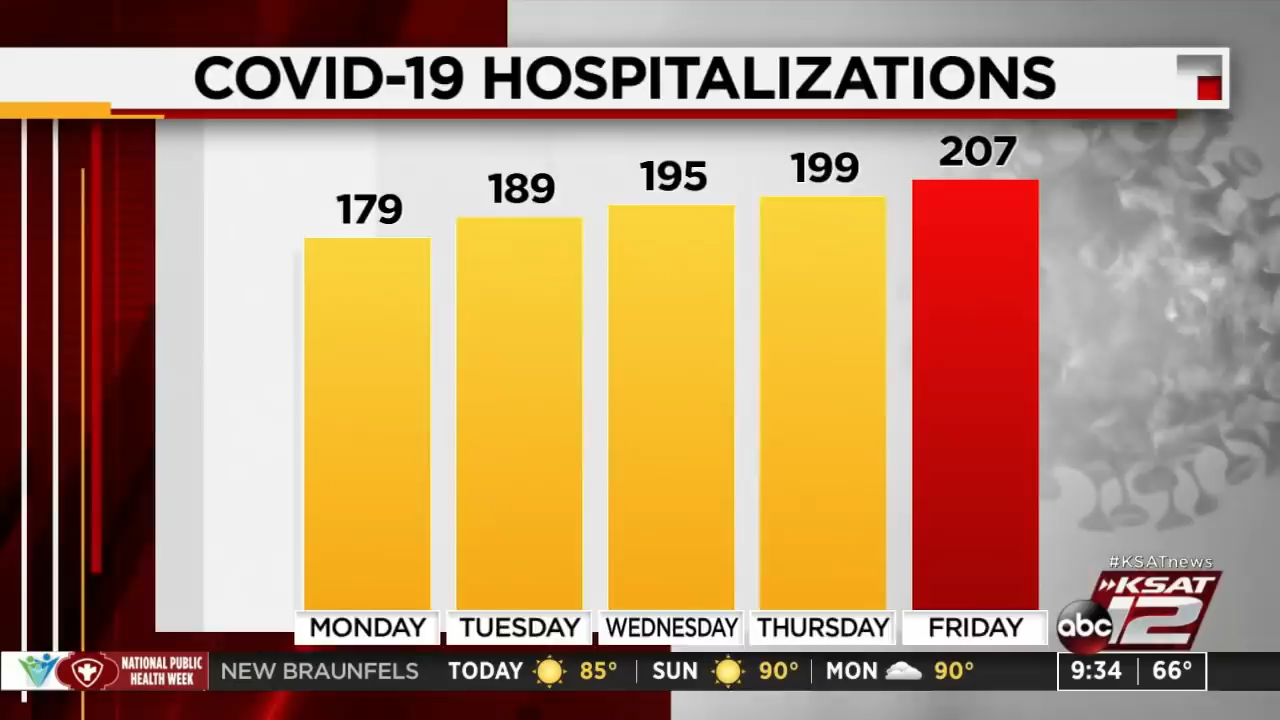 COVID-19 HOSPITALIZATIONS
179
189
195
199
207
MONDAY
TUESDAY
WEDNESDAY
THURSDAY
FRIDAY
#KSATnews
KSAT
abc 12
NATIONAL PUBLIC
HEALTH WEEK
NEW BRAUNFELS TODAY 85° SUN 90° MON 90°
9:34 66°